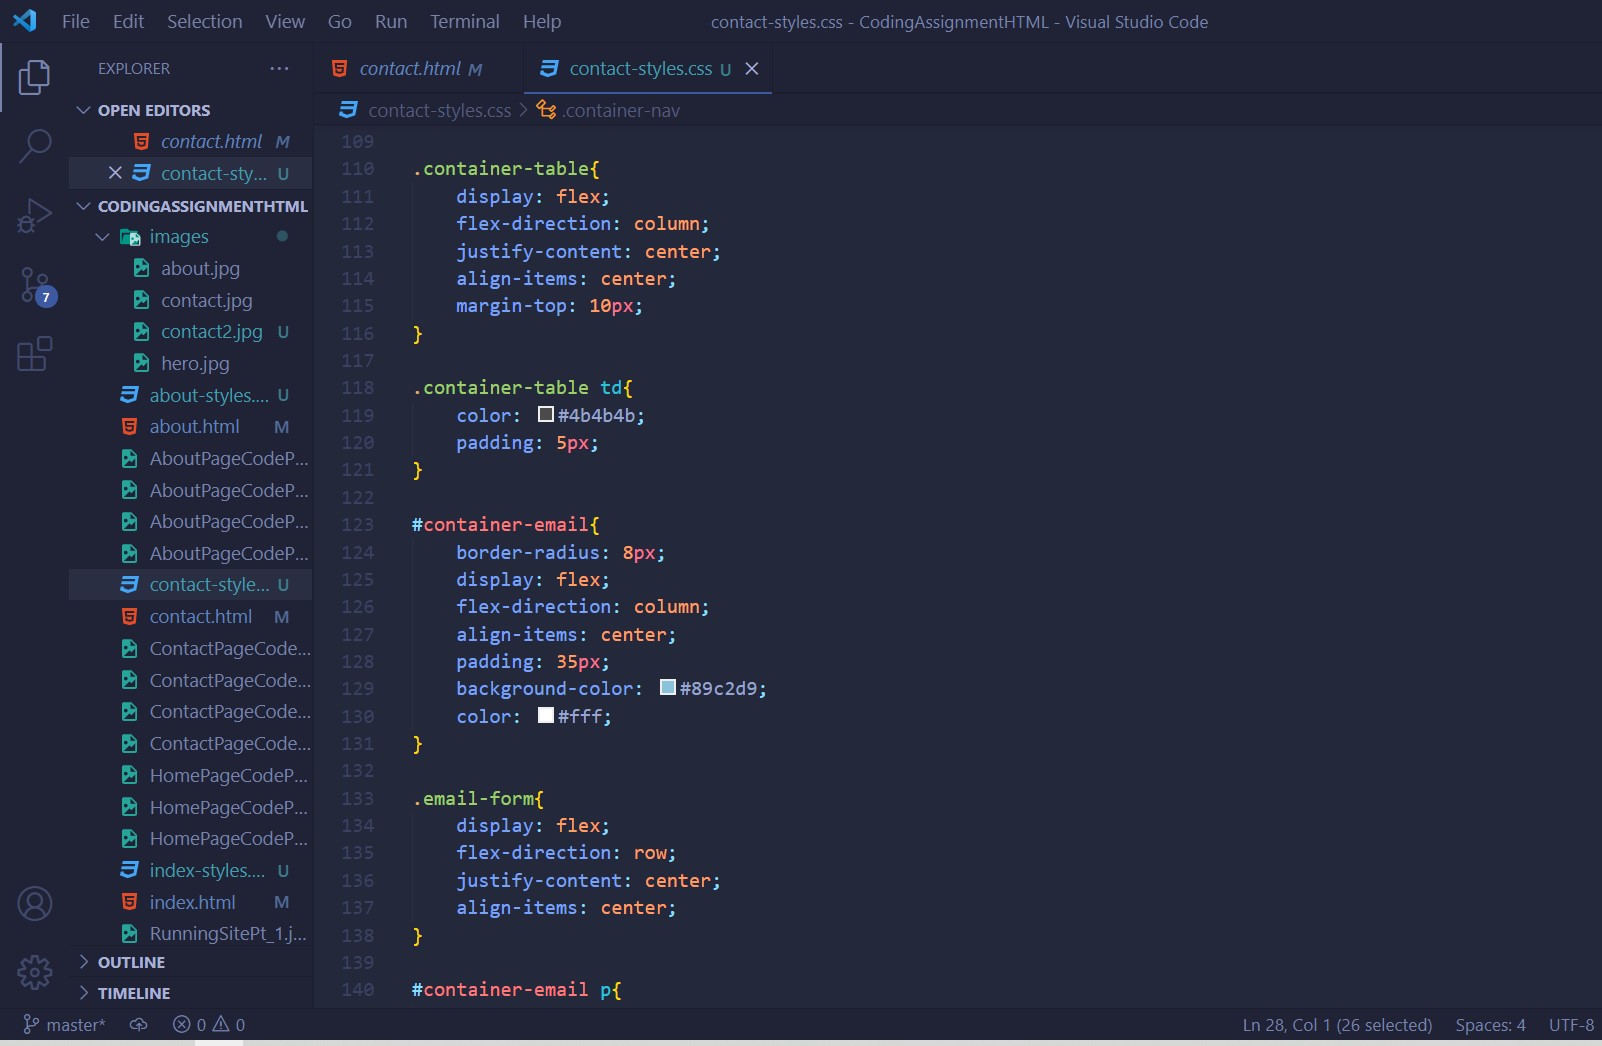 File Edit Selection View Go Run Terminal Help contact-styles.css - CodingAssignmentHTML - Visual Studio Code
EXPLORER ...
OPEN EDITORS
contact.html M
contact-sty... U
CODINGASSIGNMENTHTML
images
about.jpg
contact.jpg
contact2.jpg U
hero.jpg
about-styles.... U
about.html M
AboutPageCodeP...
AboutPageCodeP...
AboutPageCodeP...
AboutPageCodeP...
contact-style... U
contact.html M
ContactPageCode...
ContactPageCode...
ContactPageCode...
ContactPageCode...
HomePageCodeP...
HomePageCodeP...
HomePageCodeP...
index-styles.... U
index.html M
RunningSitePt_1.j...
OUTLINE
TIMELINE
7
contact.html M contact-styles.css U
contact-styles.css > .container-nav
109
110 .container-table{
111 display: flex;
112 flex-direction: column;
113 justify-content: center;
114 align-items: center;
115 margin-top: 10px;
116 }
117
118 .container-table td{
119 color: #4b4b4b;
120 padding: 5px;
121 }
122
123 #container-email{
124 border-radius: 8px;
125 display: flex;
126 flex-direction: column;
127 align-items: center;
128 padding: 35px;
129 background-color: #89c2d9;
130 color: #fff;
131 }
132
133 .email-form{
134 display: flex;
135 flex-direction: row;
136 justify-content: center;
137 align-items: center;
138 }
139
140 #container-email p{
master* 0 0 Ln 28, Col 1 (26 selected) Spaces: 4 UTF-8